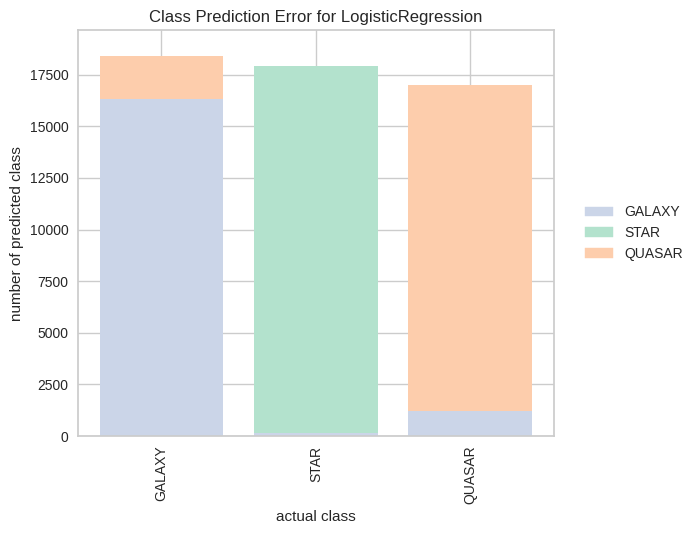 Class Prediction Error for LogisticRegression
number of predicted class
17500
15000
12500
10000
7500
5000
2500
0
GALAXY
STAR
QUASAR
actual class
GALAXY
STAR
QUASAR